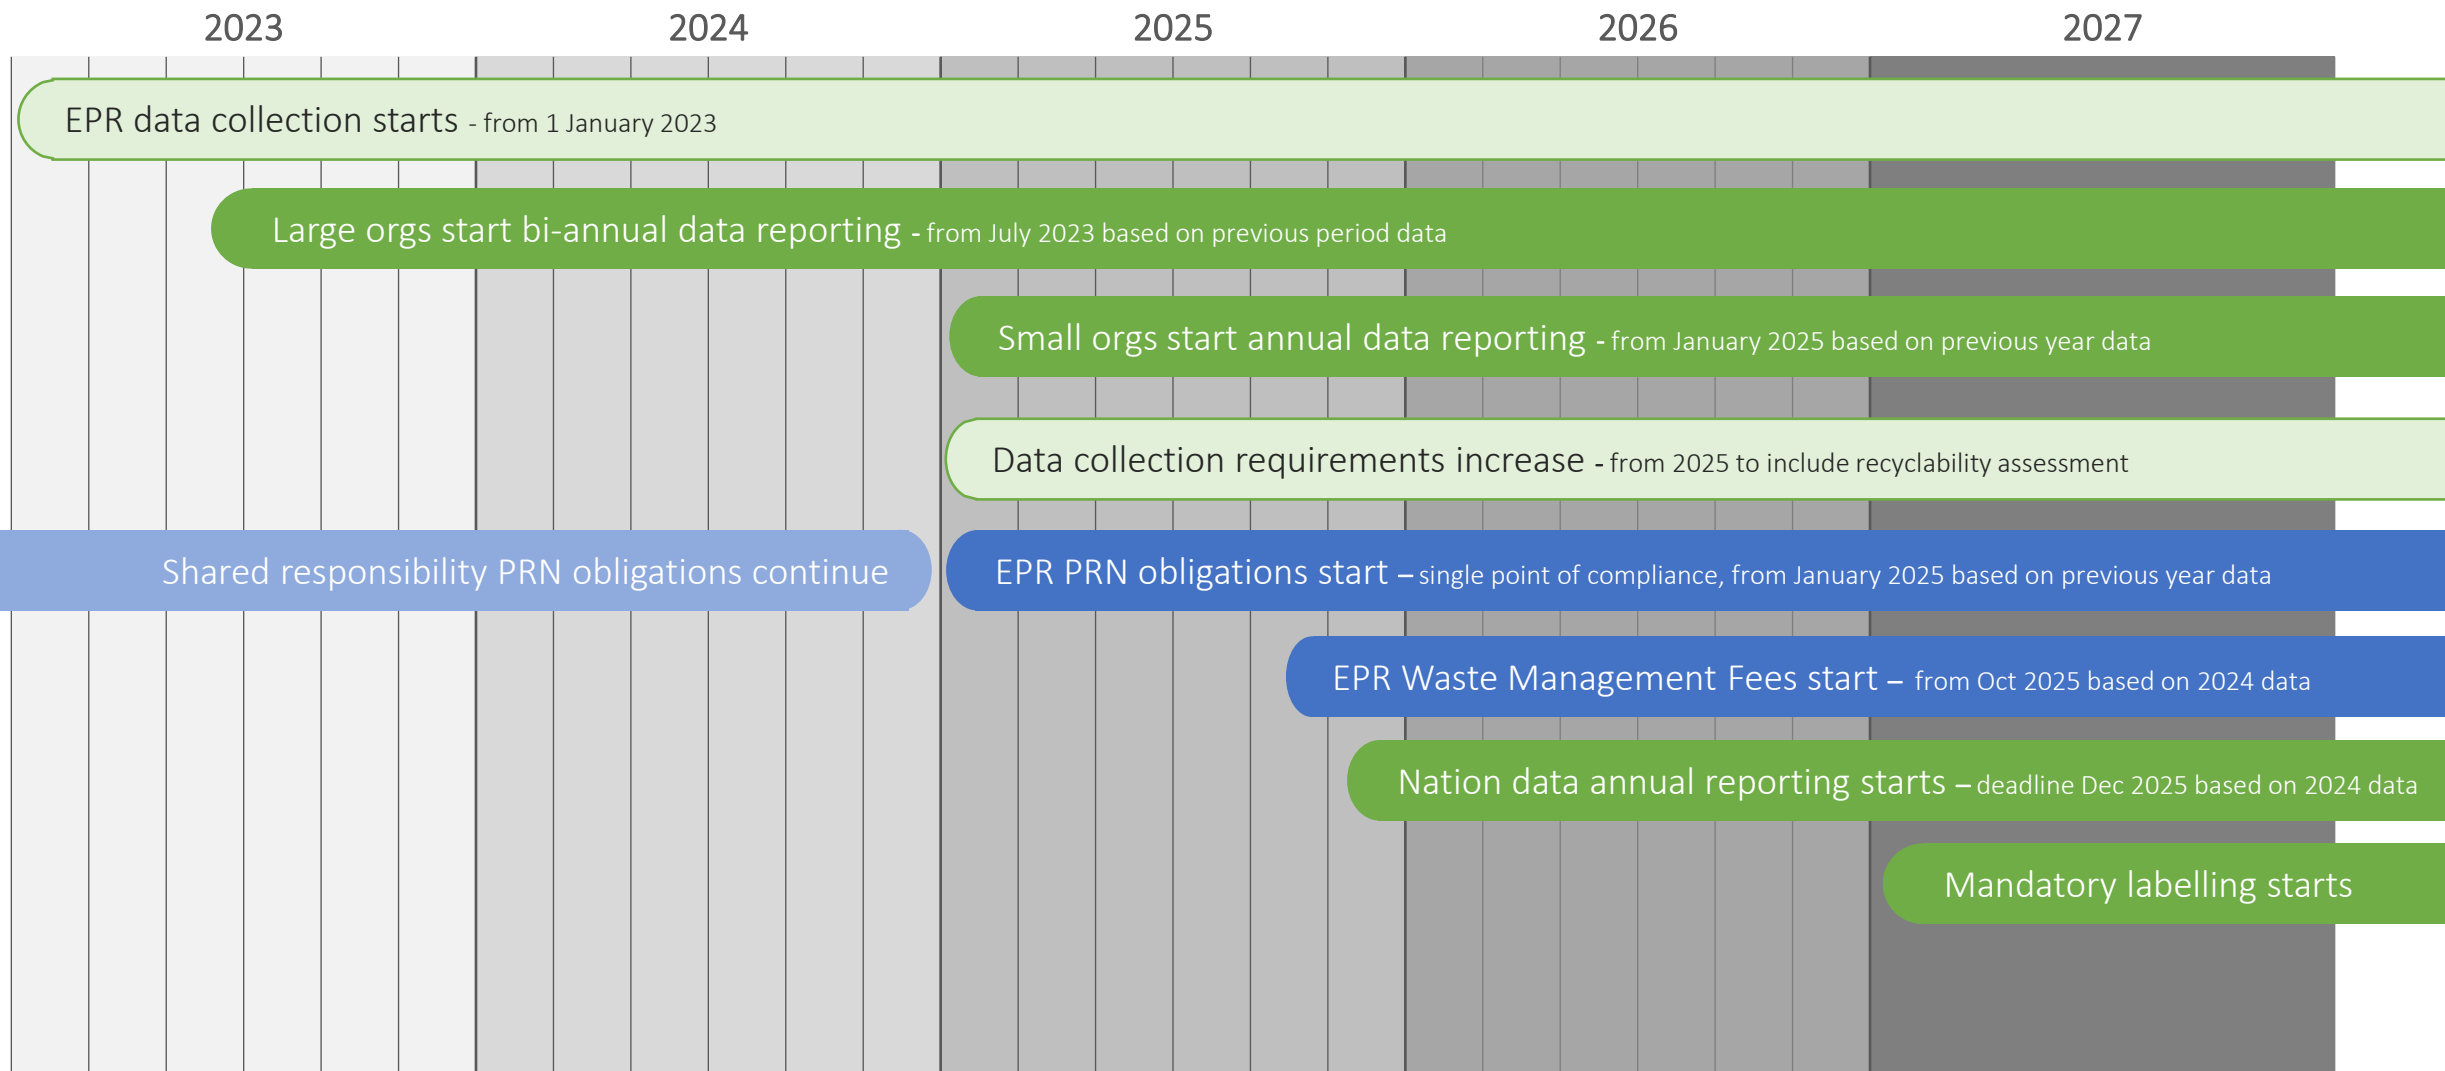 2023 2024 2025 2026 2027
EPR data collection starts - from 1 January 2023
Large orgs start bi-annual data reporting - from July 2023 based on previous period data
Small orgs start annual data reporting - from January 2025 based on previous year data
Data collection requirements increase - from 2025 to include recyclability assessment
Shared responsibility PRN obligations continue
EPR PRN obligations start – single point of compliance, from January 2025 based on previous year data
EPR Waste Management Fees start – from Oct 2025 based on 2024 data
Nation data annual reporting starts – deadline Dec 2025 based on 2024 data
Mandatory labelling starts